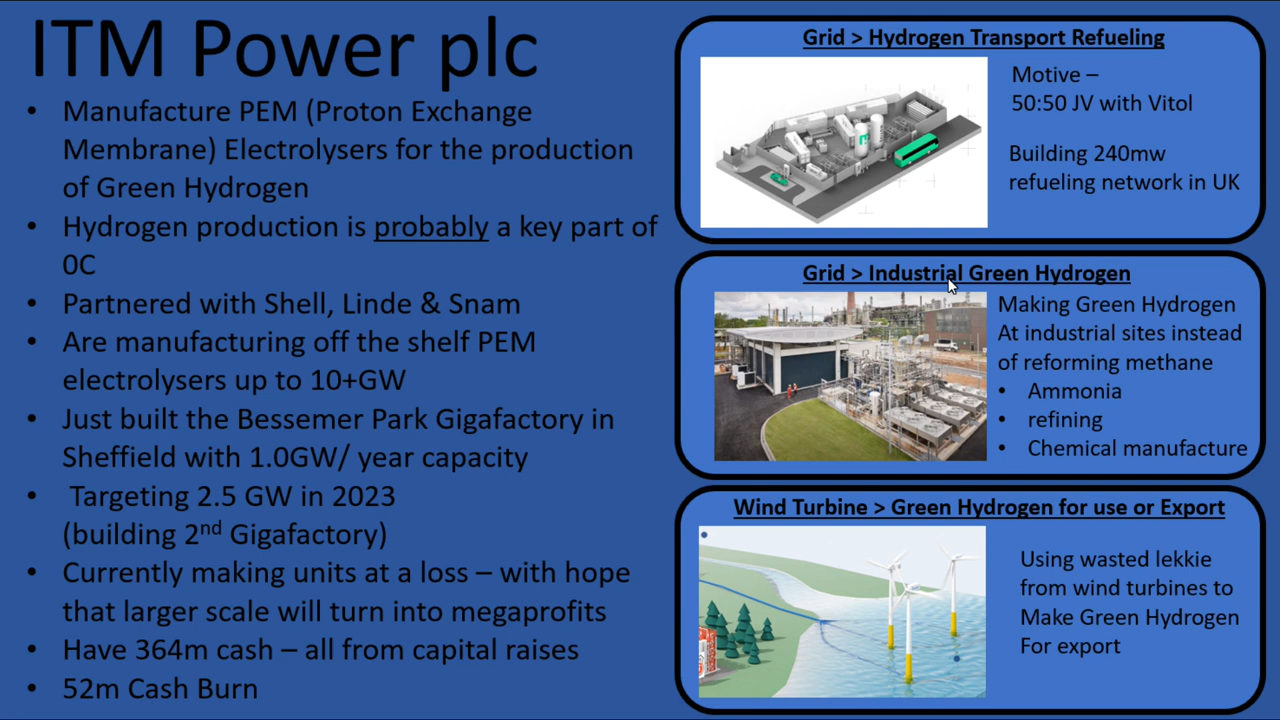 ITM Power plc
• Manufacture PEM (Proton Exchange
Membrane) Electrolysers for the production
of Green Hydrogen
• Hydrogen production is probably a key part of
0C
• Partnered with Shell, Linde & Snam
• Are manufacturing off the shelf PEM
electrolysers up to 10+GW
• Just built the Bessemer Park Gigafactory in
Sheffield with 1.0GW/ year capacity
• Targeting 2.5 GW in 2023
(building 2nd Gigafactory)
• Currently making units at a loss – with hope
that larger scale will turn into megaprofits
• Have 364m cash – all from capital raises
• 52m Cash Burn
Grid > Hydrogen Transport Refueling
Motive –
50:50 JV with Vitol
Building 240mw
refueling network in UK
Grid > Industrial Green Hydrogen
Making Green Hydrogen
At industrial sites instead
of reforming methane
• Ammonia
• refining
• Chemical manufacture
Wind Turbine > Green Hydrogen for use or Export
Using wasted lekkie
from wind turbines to
Make Green Hydrogen
For export